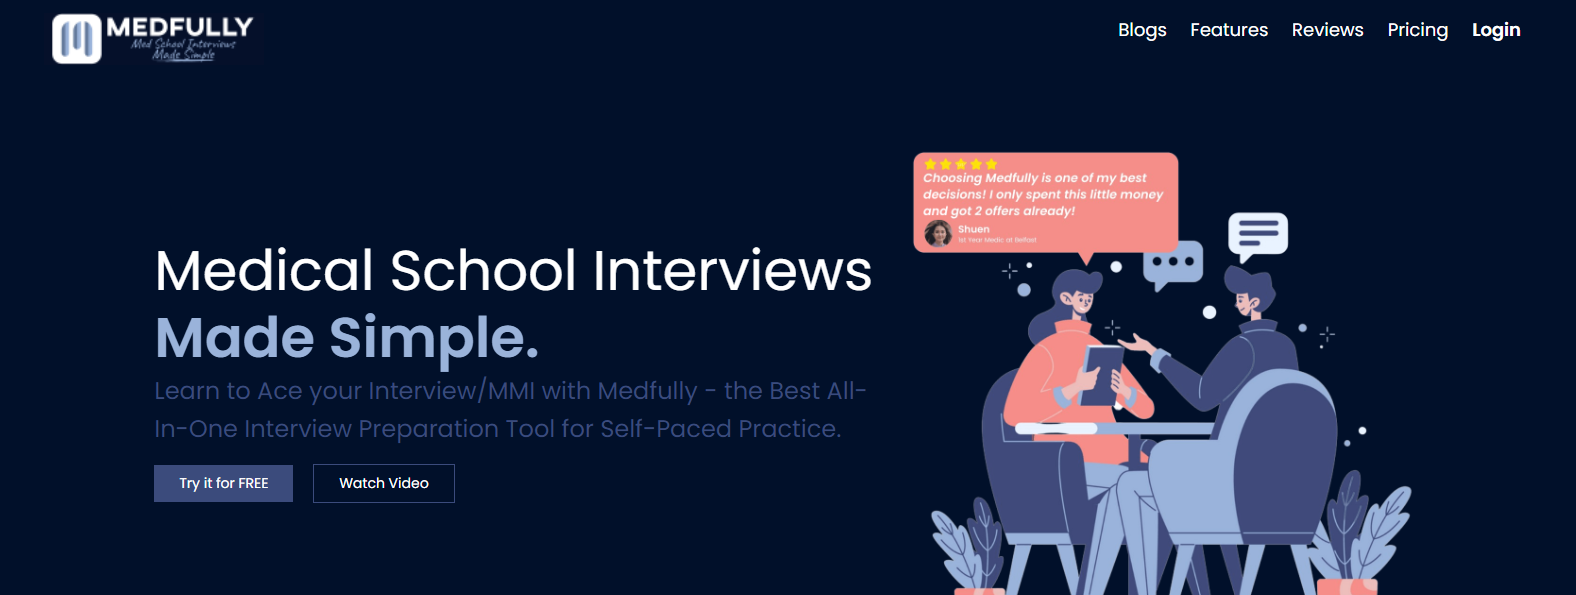 MEDFULLY
Med School Interviews
Made Simple
Blogs Features Reviews Pricing Login
Choosing Medfully is one of my best
decisions! I only spent this little money
and got 2 offers already!
Shuen
1st Year Medic at Belfast
Medical School Interviews
Made Simple.
Learn to Ace your Interview/MMI with Medfully - the Best All-
In-One Interview Preparation Tool for Self-Paced Practice.
Try it for FREE
Watch Video